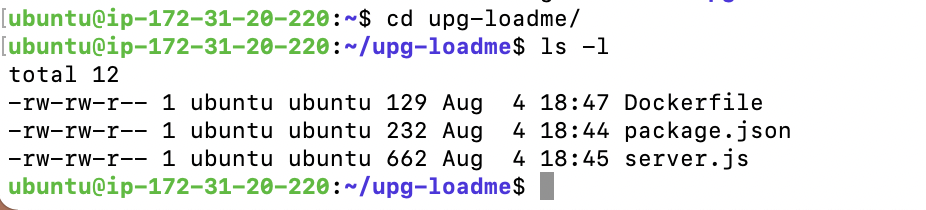 [ubuntu@ip-172-31-20-220:~$ cd upg-loadme/
[ubuntu@ip-172-31-20-220:~/upg-loadme$ ls -l
total 12
-rw-rw-r-- 1 ubuntu ubuntu 129 Aug  4 18:47 Dockerfile
-rw-rw-r-- 1 ubuntu ubuntu 232 Aug  4 18:44 package.json
-rw-rw-r-- 1 ubuntu ubuntu 662 Aug  4 18:45 server.js
ubuntu@ip-172-31-20-220:~/upg-loadme$